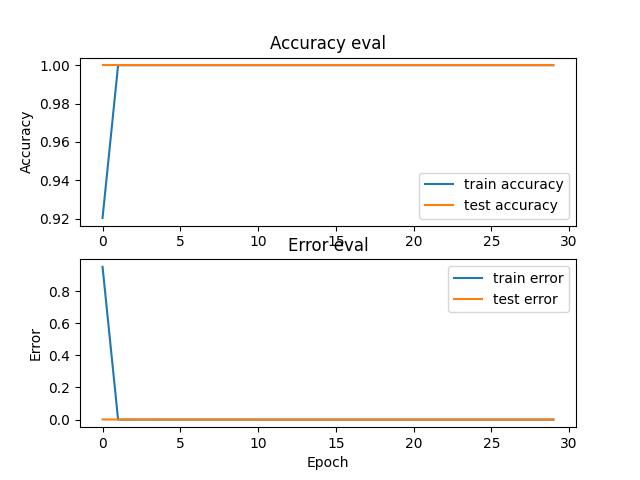 Accuracy eval
1.00
0.98
0.96
0.94
0.92
Accuracy
train accuracy
test accuracy
0 5 10 15 20 25 30
Error eval
0.8
0.6
0.4
0.2
0.0
Error
train error
test error
0 5 10 15 20 25 30
Epoch